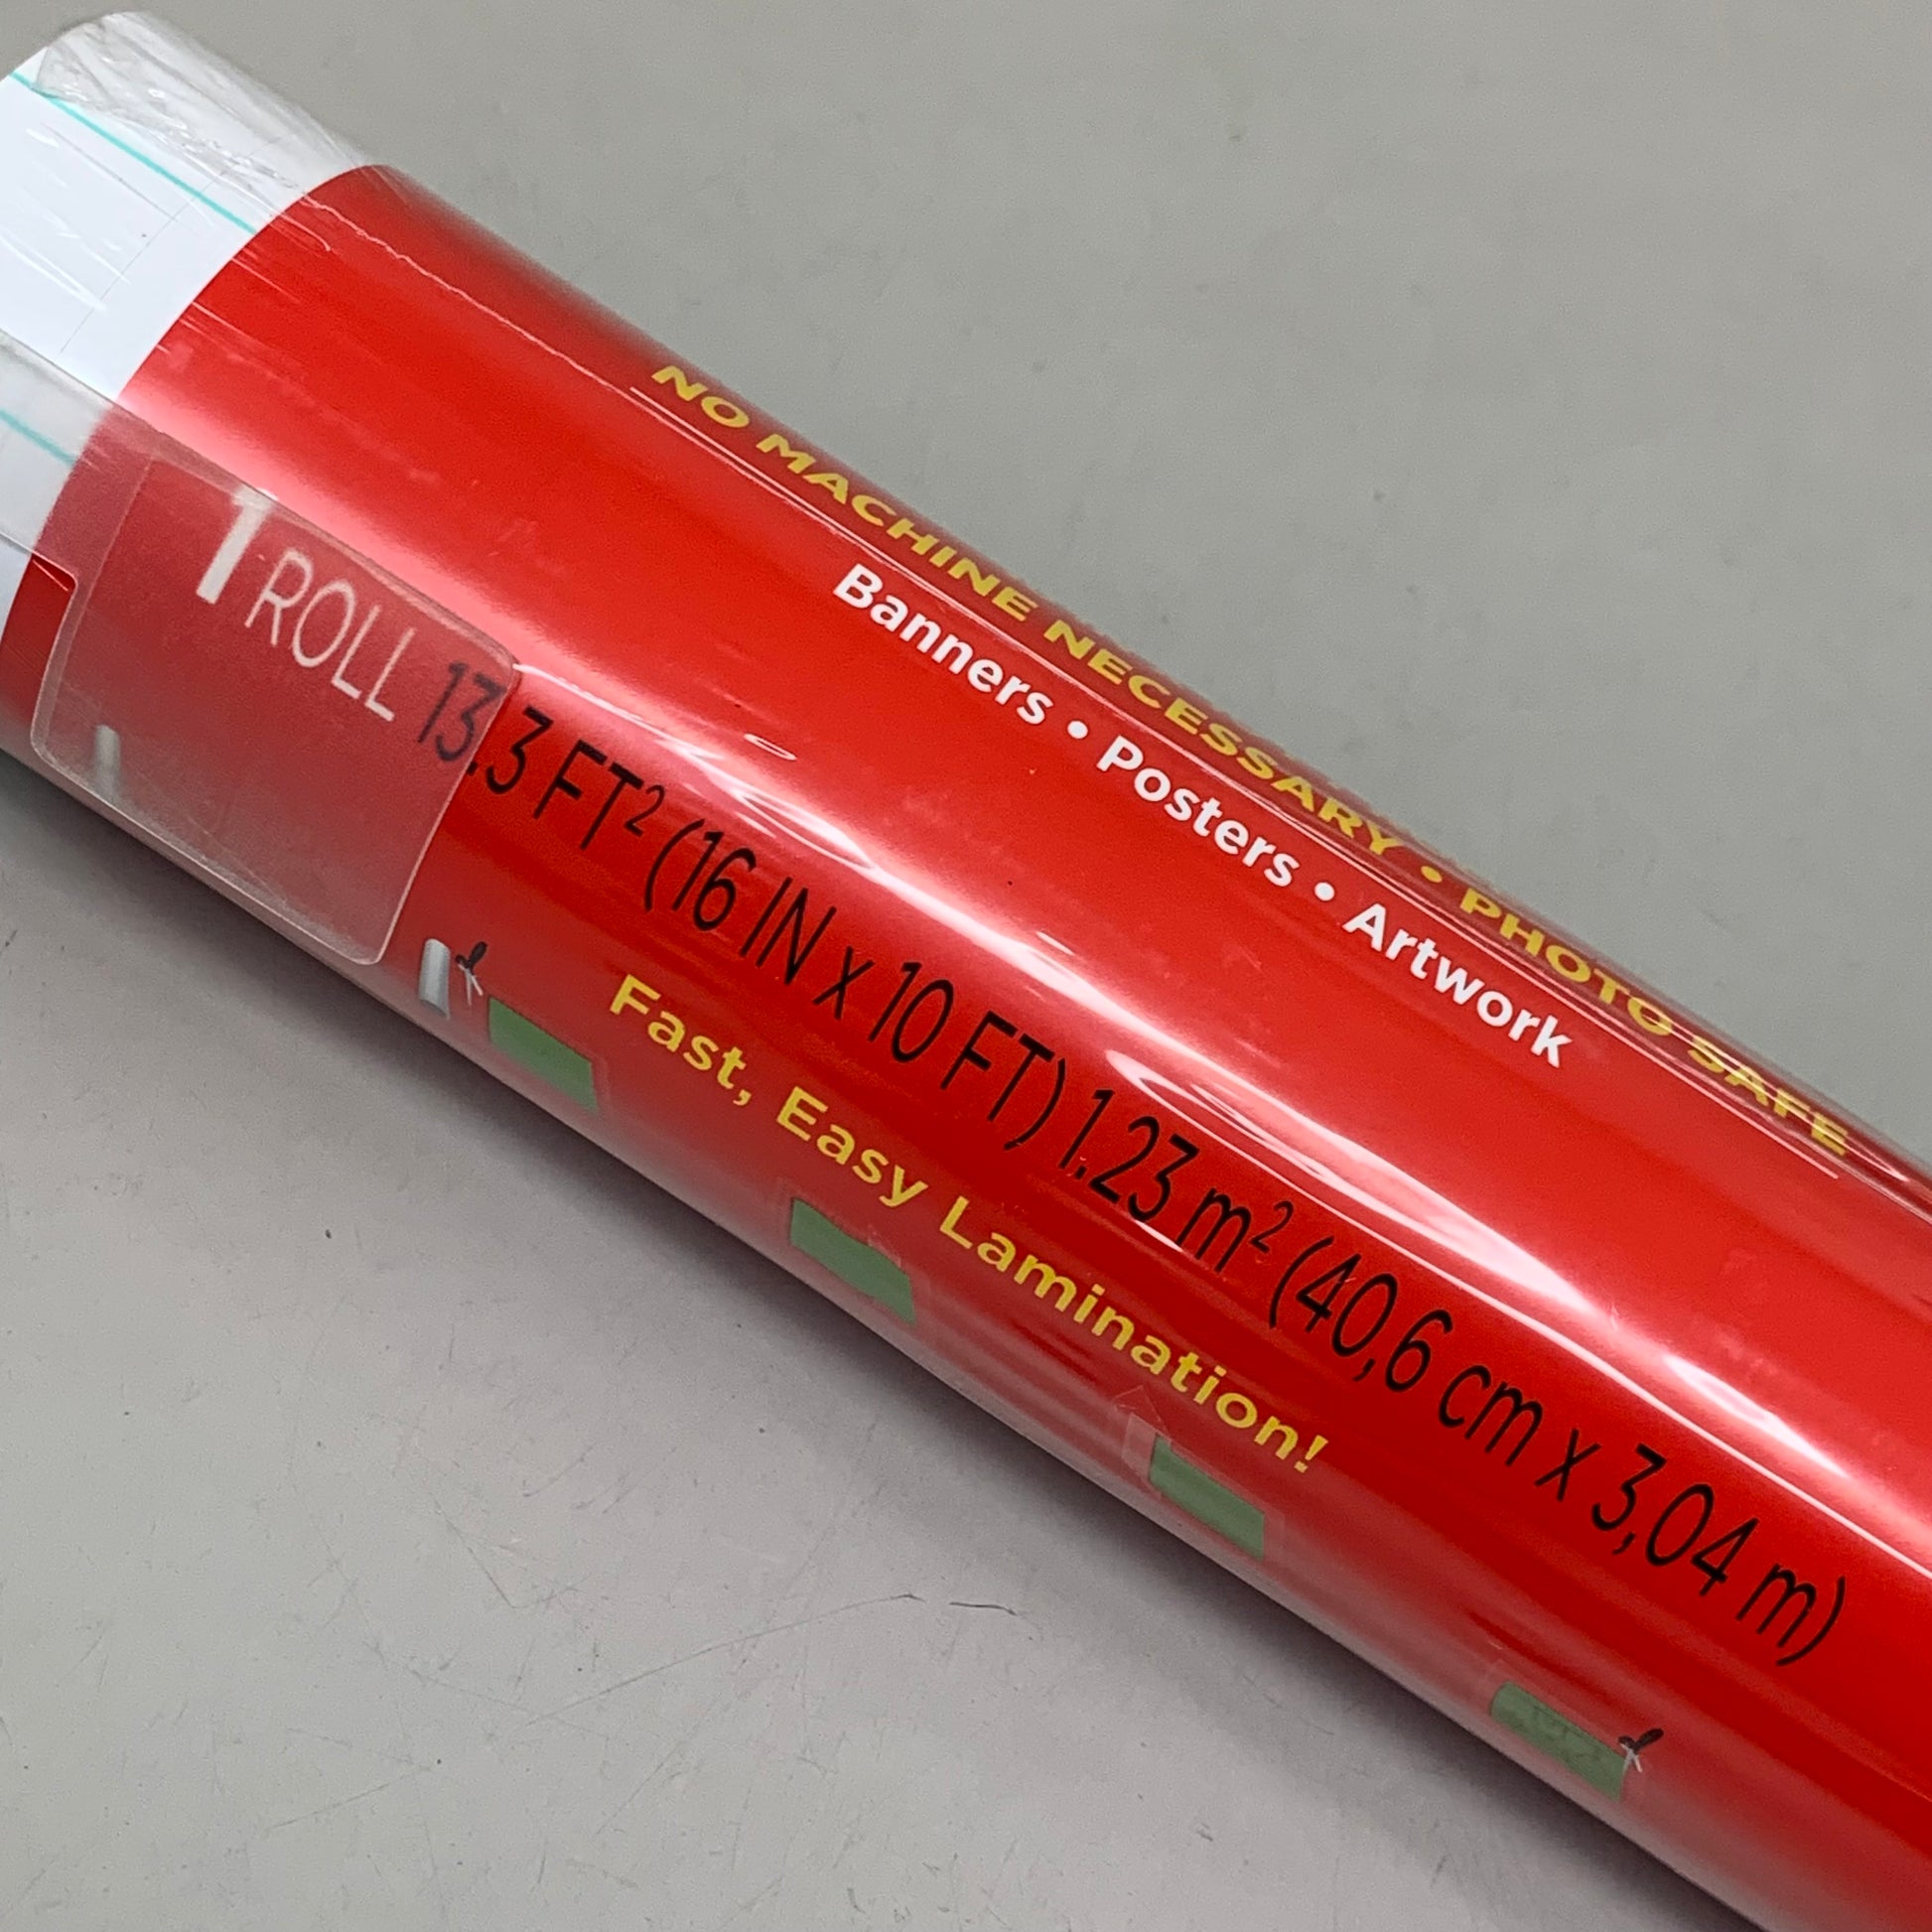 NO MACHINE NECESSARY • PHOTO SAFE
Banners • Posters • Artwork
1 ROLL 13.3 FT² (16 IN x 10 FT) 1.23 m² (40,6 cm x 3,04 m)
Fast, Easy Lamination!